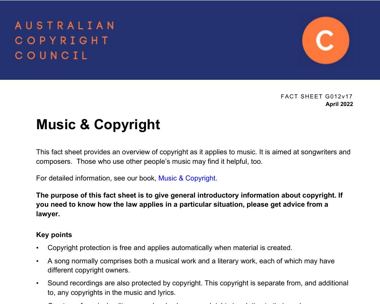 AUSTRALIAN
COPYRIGHT
COUNCIL
C
FACT SHEET G012v17
April 2022
Music & Copyright
This fact sheet provides an overview of copyright as it applies to music. It is aimed at songwriters and
composers.  Those who use other people's music may find it helpful, too.
For detailed information, see our book, Music & Copyright.
The purpose of this fact sheet is to give general introductory information about copyright. If
you need to know how the law applies in a particular situation, please get advice from a
lawyer.
Key points
• Copyright protection is free and applies automatically when material is created.
• A song normally comprises both a musical work and a literary work, each of which may have
different copyright owners.
• Sound recordings are also protected by copyright. This copyright is separate from, and additional
to, any copyrights in the music and lyrics.